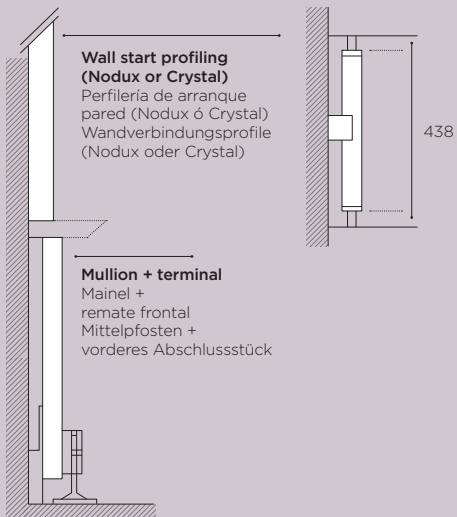 Wall start profiling
(Nodux or Crystal)
Perfilería de arranque
pared (Nodux ó Crystal)
Wandverbindungsprofile
(Nodux oder Crystal)
438
Mullion + terminal
Mainel +
remate frontal
Mittelpfosten +
vorderes Abschlussstück